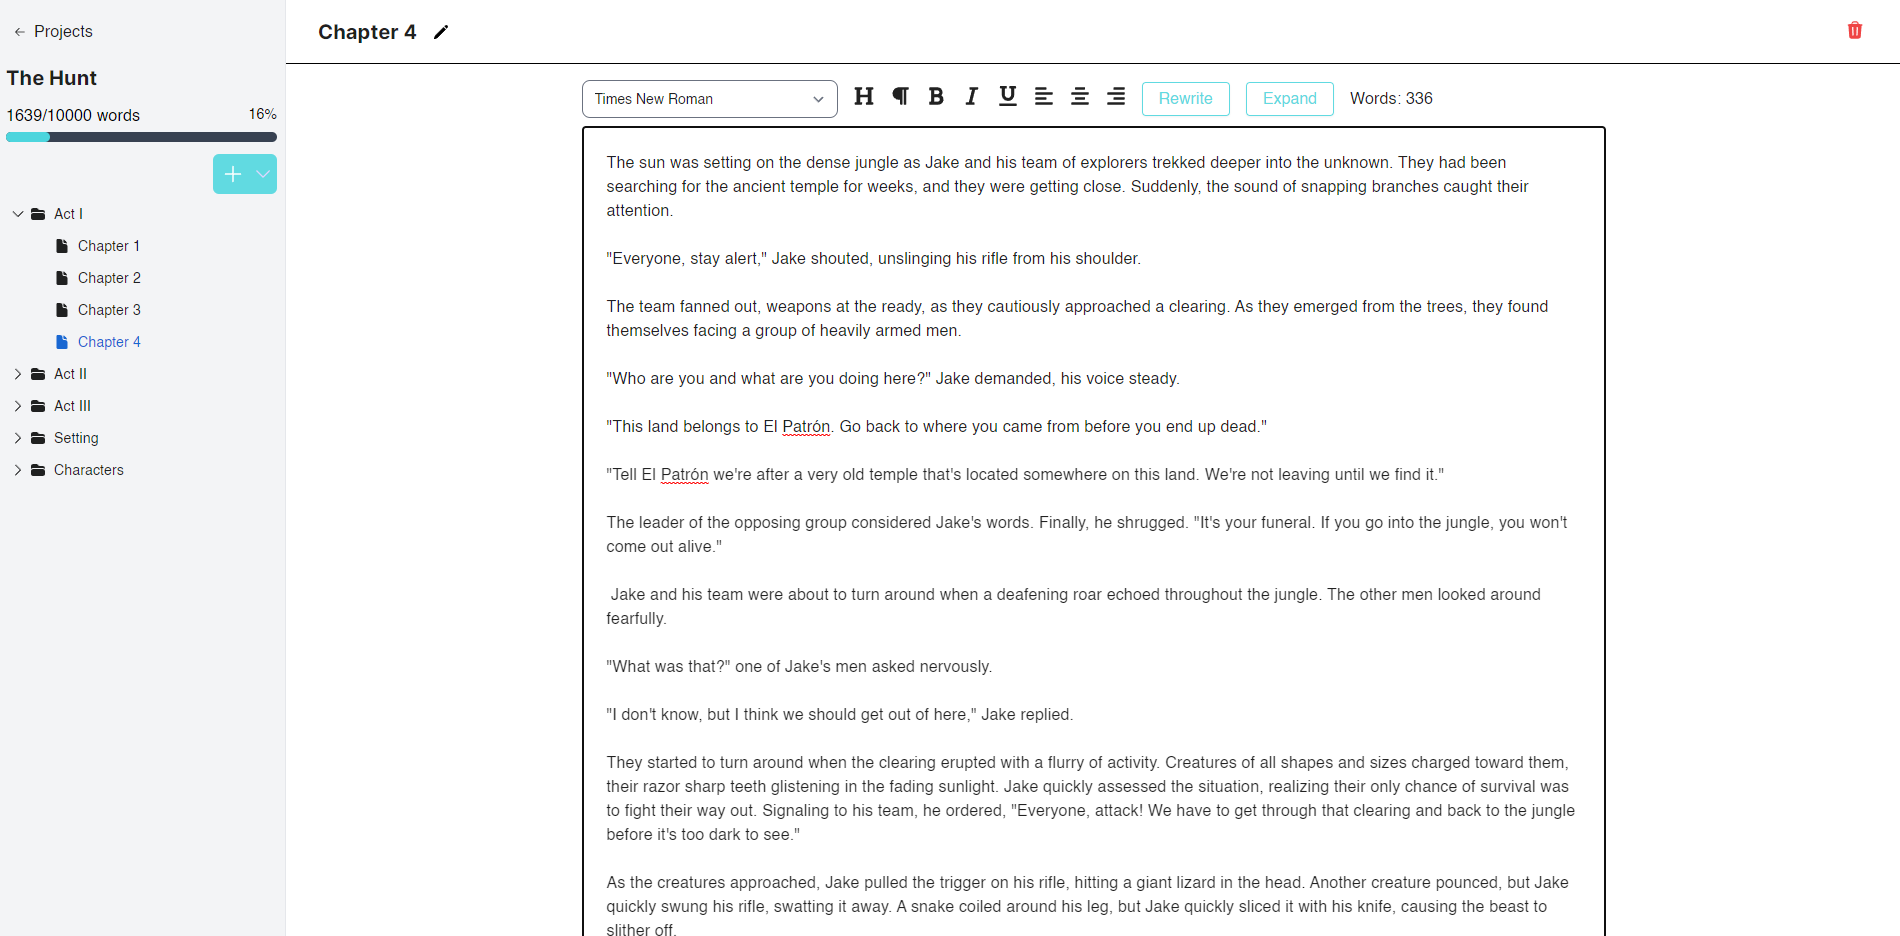 Projects
The Hunt
1639/10000 words
16%
Act I
Chapter 1
Chapter 2
Chapter 3
Chapter 4
Act II
Act III
Setting
Characters
Chapter 4
Times New Roman
H ¶ B I U
Rewrite
Expand
Words: 336
The sun was setting on the dense jungle as Jake and his team of explorers trekked deeper into the unknown. They had been
searching for the ancient temple for weeks, and they were getting close. Suddenly, the sound of snapping branches caught their
attention.
"Everyone, stay alert," Jake shouted, unslinging his rifle from his shoulder.
The team fanned out, weapons at the ready, as they cautiously approached a clearing. As they emerged from the trees, they found
themselves facing a group of heavily armed men.
"Who are you and what are you doing here?" Jake demanded, his voice steady.
"This land belongs to El Patrón. Go back to where you came from before you end up dead."
"Tell El Patrón we're after a very old temple that's located somewhere on this land. We're not leaving until we find it."
The leader of the opposing group considered Jake's words. Finally, he shrugged. "It's your funeral. If you go into the jungle, you won't
come out alive."
Jake and his team were about to turn around when a deafening roar echoed throughout the jungle. The other men looked around
fearfully.
"What was that?" one of Jake's men asked nervously.
"I don't know, but I think we should get out of here," Jake replied.
They started to turn around when the clearing erupted with a flurry of activity. Creatures of all shapes and sizes charged toward them,
their razor sharp teeth glistening in the fading sunlight. Jake quickly assessed the situation, realizing their only chance of survival was
to fight their way out. Signaling to his team, he ordered, "Everyone, attack! We have to get through that clearing and back to the jungle
before it's too dark to see."
As the creatures approached, Jake pulled the trigger on his rifle, hitting a giant lizard in the head. Another creature pounced, but Jake
quickly swung his rifle, swatting it away. A snake coiled around his leg, but Jake quickly sliced it with his knife, causing the beast to
slither off.